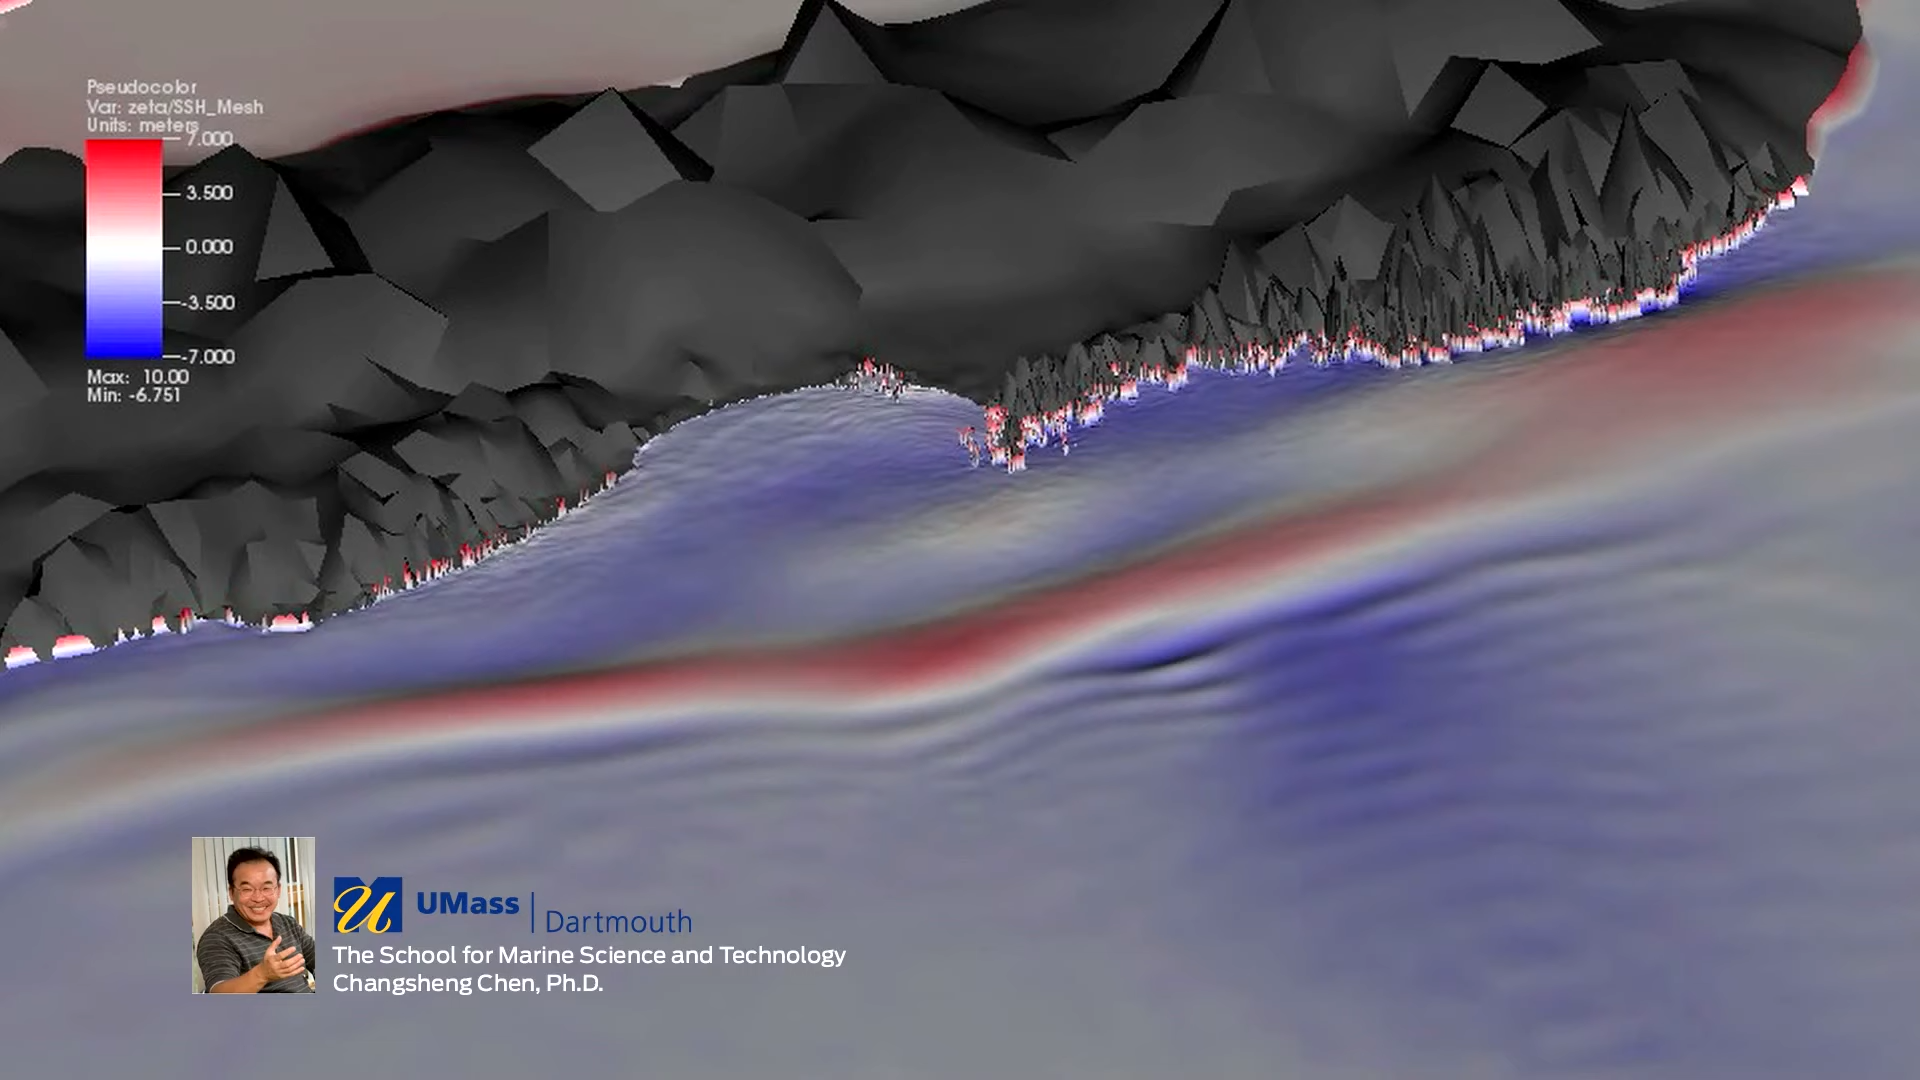 Pseudocolor
Var: zeta/SSH_Mesh
Units: meters
7.000
3.500
0.000
-3.500
-7.000
Max: 10.00
Min: -6.751
UMass | Dartmouth
The School for Marine Science and Technology
Changsheng Chen, Ph.D.